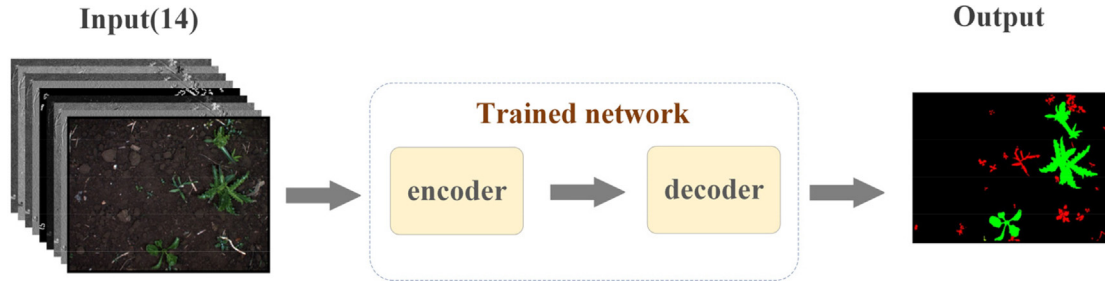 Input(14)
Output
Trained network
encoder
decoder